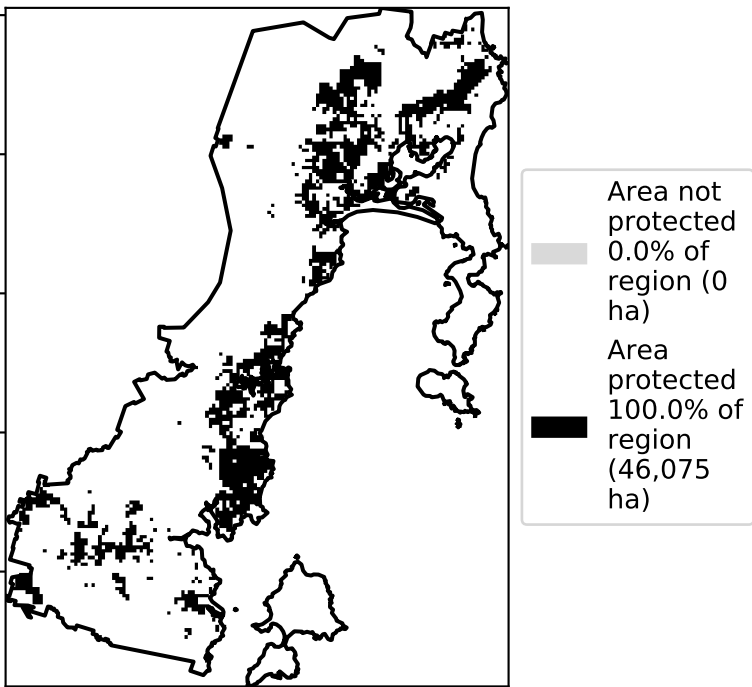 Area not
protected
0.0% of
region (0
ha)
Area
protected
100.0% of
region
(46,075
ha)